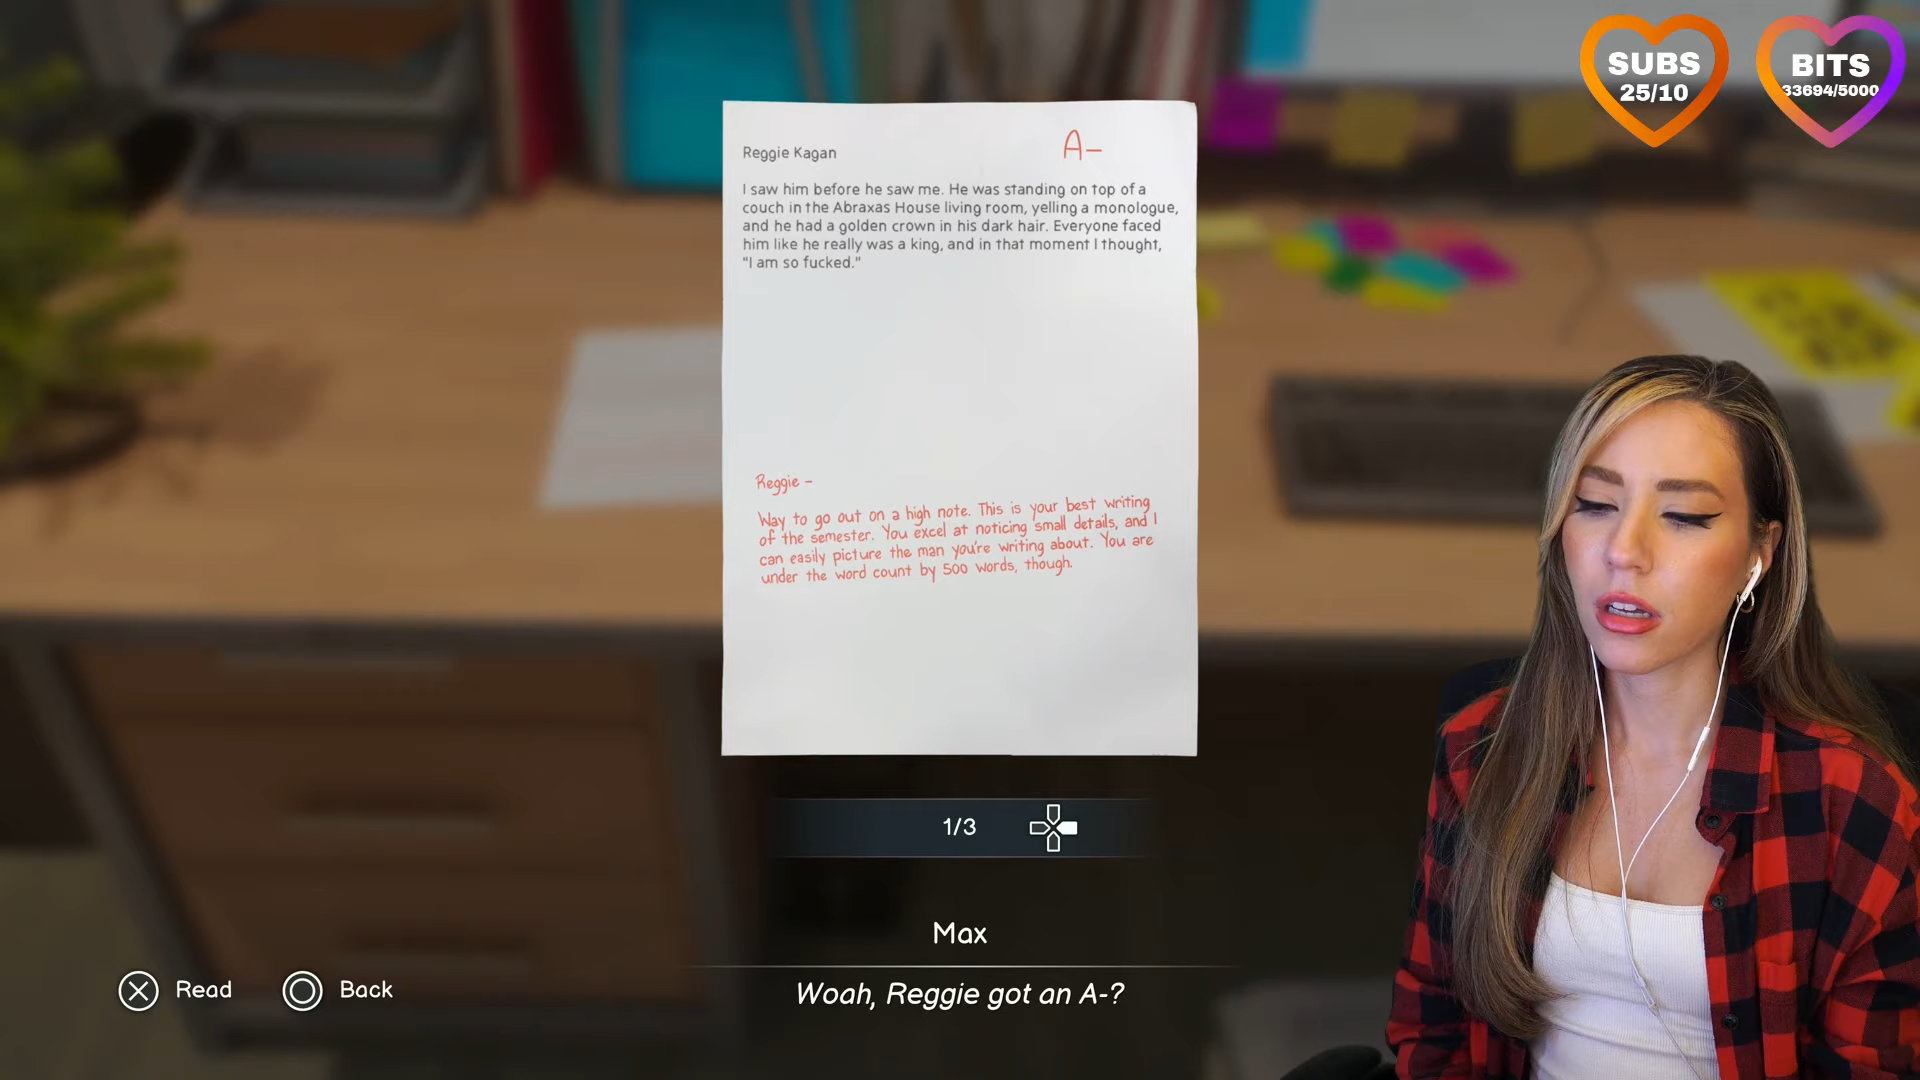 SUBS
25/10
BITS
33694/5000
A-
Reggie Kagan
I saw him before he saw me. He was standing on top of a
couch in the Abraxas House living room, yelling a monologue,
and he had a golden crown in his dark hair. Everyone faced
him like he really was a king, and in that moment I thought,
"I am so fucked."
Reggie -
Way to go out on a high note. This is your best writing
of the semester. You excel at noticing small details, and I
can easily picture the man you're writing about. You are
under the word count by 500 words, though.
1/3
Max
Read
Back
Woah, Reggie got an A-?